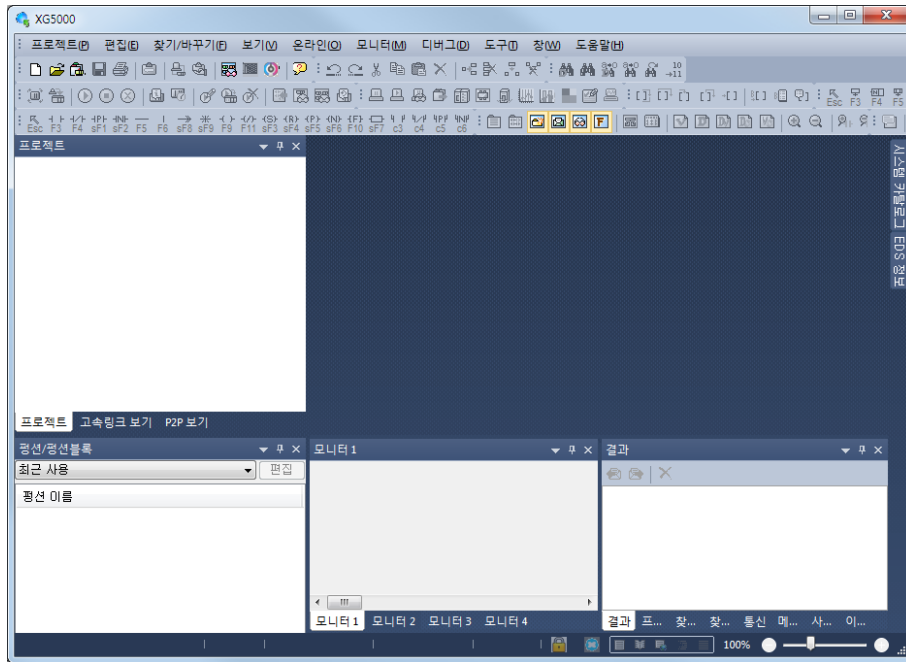 XG5000
프로젝트(P) 편집(E) 찾기/바꾸기(F) 보기(V) 온라인(O) 모니터(M) 디버그(D) 도구(T) 창(W) 도움말(H)
Esc F3 F4 F5
Esc F3 F4 sF1 sF2 F5 F6 sF8 sF9 F9 F11 sF3 sF4 sF5 sF6 F10 sF7 c3 c4 c5 c6
프로젝트
시스템 카탈로그
EDS 정보
프로젝트 고속링크 보기 P2P 보기
펑션/펑션블록
최근 사용 편집
펑션 이름
모니터 1
모니터 1 모니터 2 모니터 3 모니터 4
결과
결과 프... 찾... 찾... 통신 메... 사... 이...
100%